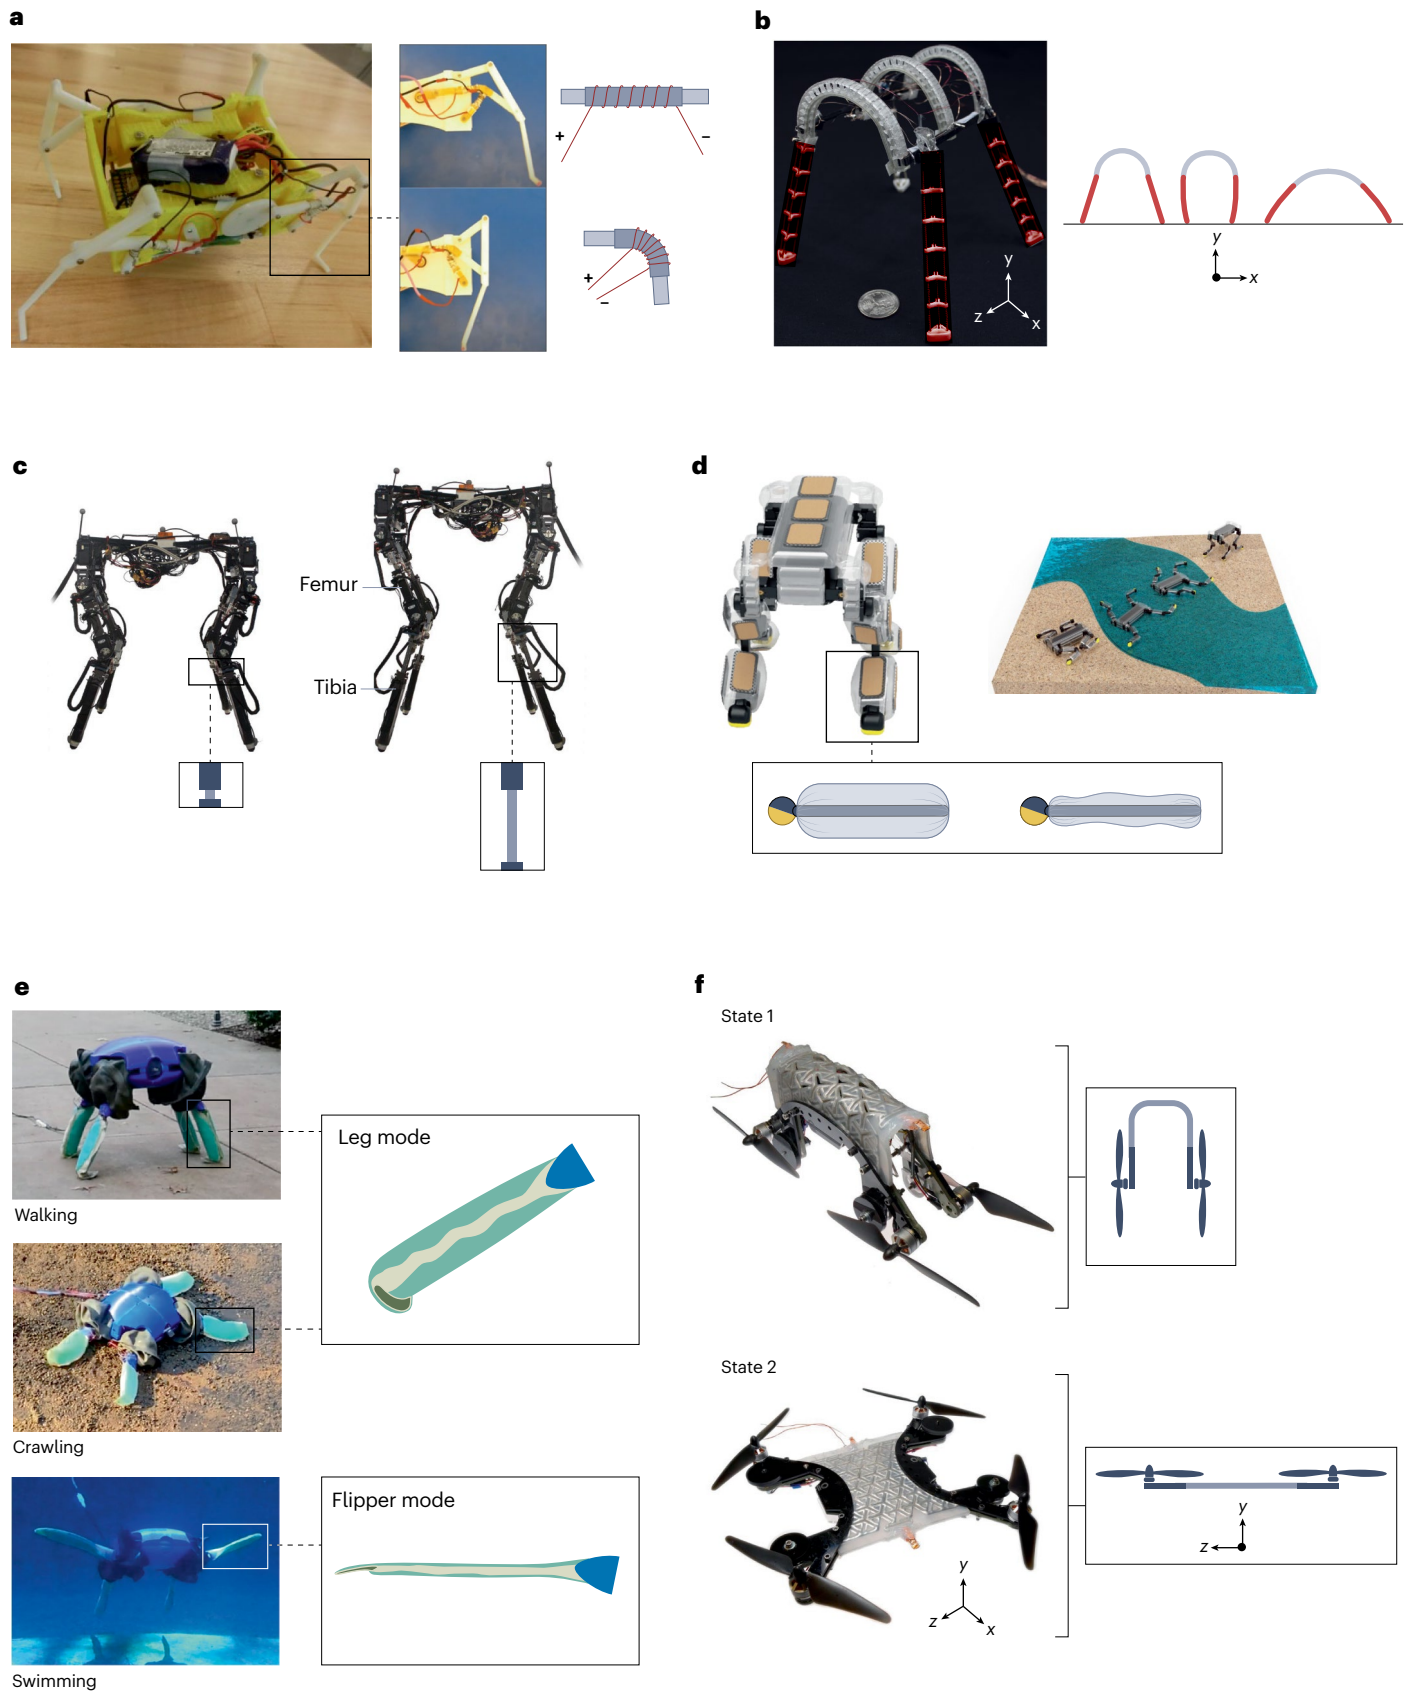 a
b
+
–
+
–
y
z
x
y
x
c
d
Femur
Tibia
e
f
State 1
Leg mode
Walking
Crawling
State 2
Flipper mode
y
z
y
z
x
Swimming